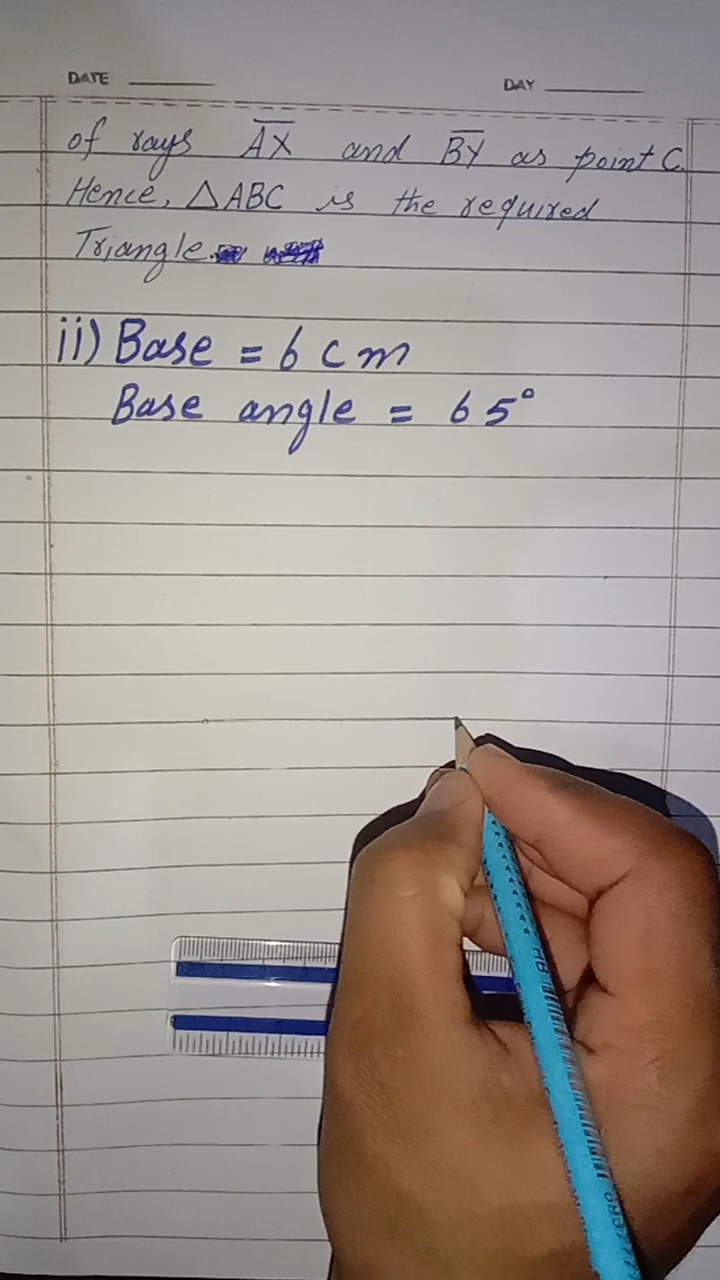 DATE DAY
of rays AX and BY as point C.
Hence, △ABC is the required
Triangle.
ii) Base = 6 cm
Base angle = 65°